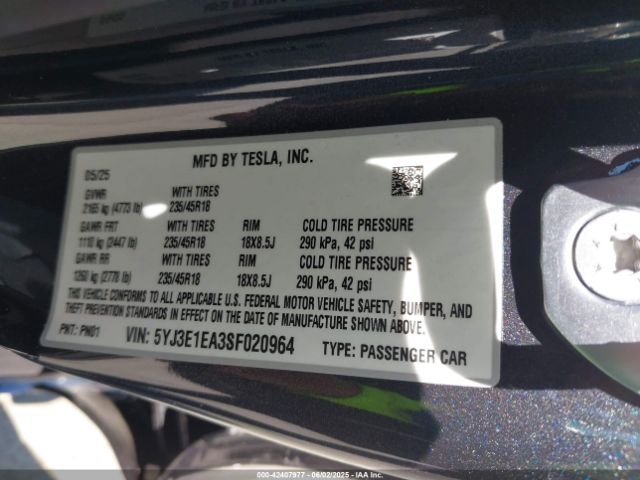 MFD BY TESLA, INC.
05/25
GVWR WITH TIRES
2165 kg (4773 lb) 235/45R18
GAWR FRT WITH TIRES RIM COLD TIRE PRESSURE
1110 kg (2447 lb) 235/45R18 18X8.5J 290 kPa, 42 psi
GAWR RR WITH TIRES RIM COLD TIRE PRESSURE
1260 kg (2778 lb) 235/45R18 18X8.5J 290 kPa, 42 psi
THIS VEHICLE CONFORMS TO ALL APPLICABLE U.S. FEDERAL MOTOR VEHICLE SAFETY, BUMPER, AND
THEFT PREVENTION STANDARDS IN EFFECT ON THE DATE OF MANUFACTURE SHOWN ABOVE.
PNT: PN01 VIN: 5YJ3E1EA3SF020964 TYPE: PASSENGER CAR
000-42407977 - 06/02/2025 - IAAI.COM